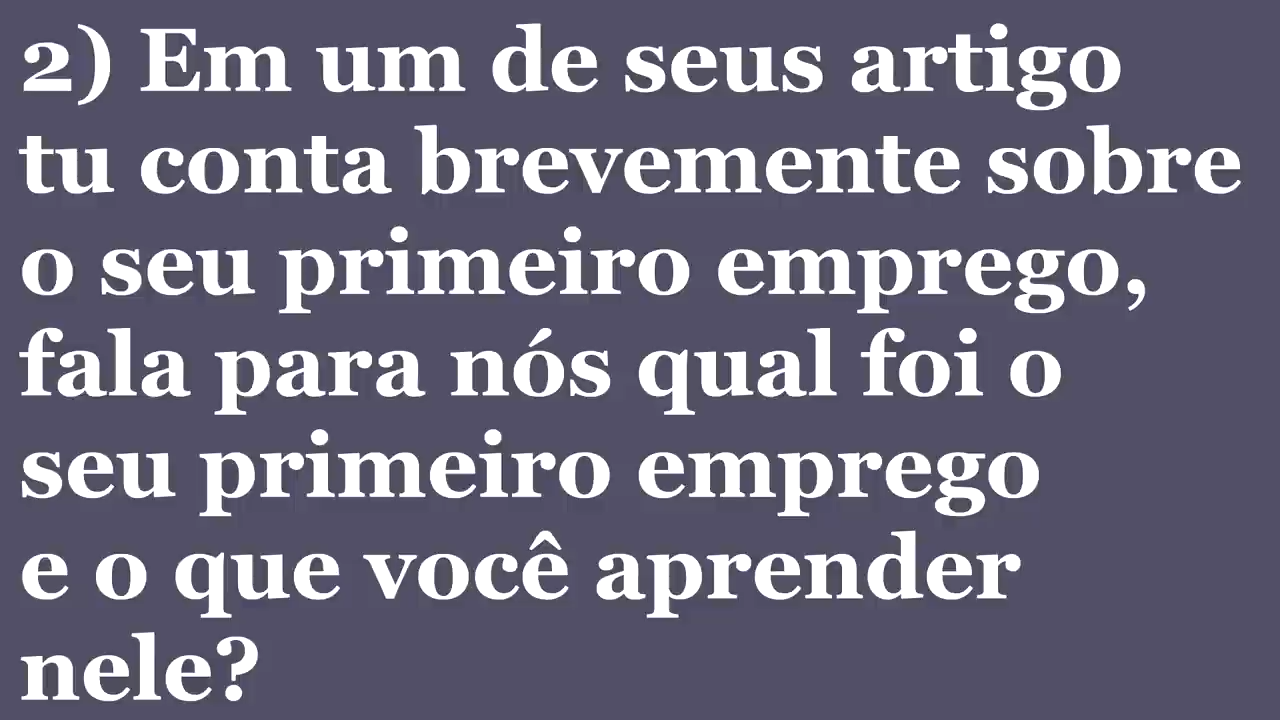 2) Em um de seus artigo
tu conta brevemente sobre
o seu primeiro emprego,
fala para nós qual foi o
seu primeiro emprego
e o que você aprender
nele?